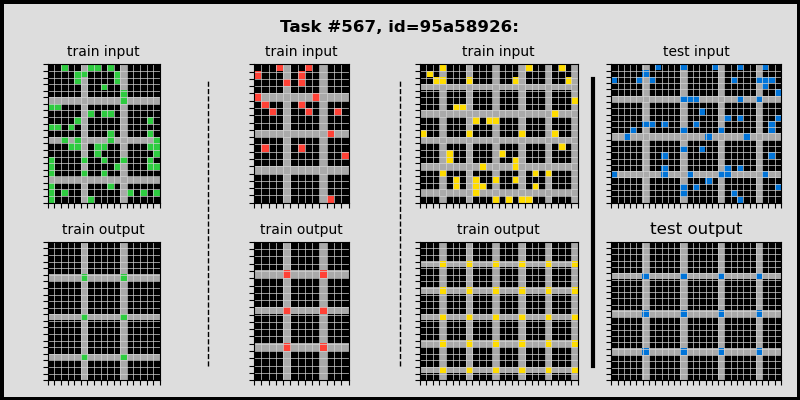 Task #567, id=95a58926:
train input train input train input test input
train output train output train output test output